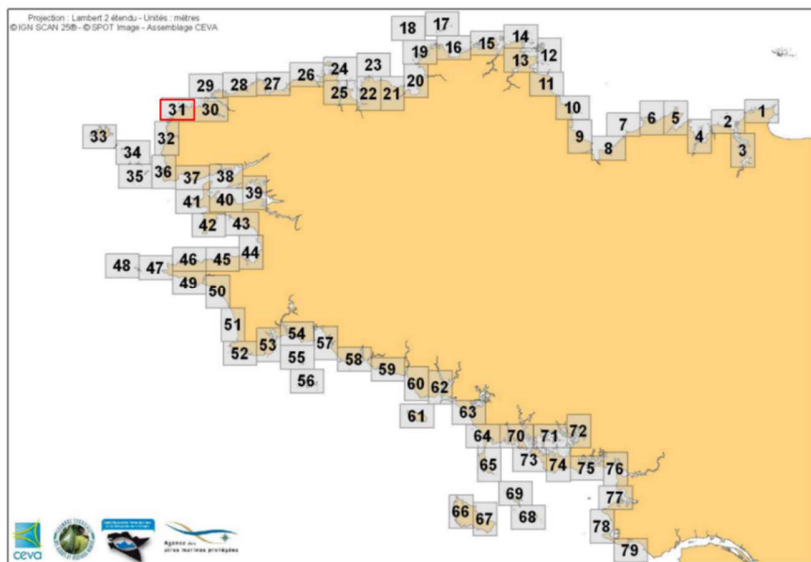 Projection : Lambert 2 étendu - Unités : mètres
© IGN SCAN 25® - © SPOT Image - Assemblage CEVA
18 17
19 16 15 14
13 12
24 23
26 25 22 21 20
11
29 28 27
31 30
10
33 32
9 7 6 5 2 1
8 4 3
34
35 36 37 38
39
41 40
42 43
44
48 47 46 45
49
50
51
52 53 54
55 57
56 58 59
60 62
61 63
64 70 71 72
65 73 74 75 76
69
66 67 68 77
78
79
ceva
Agence des
aires marines protégées